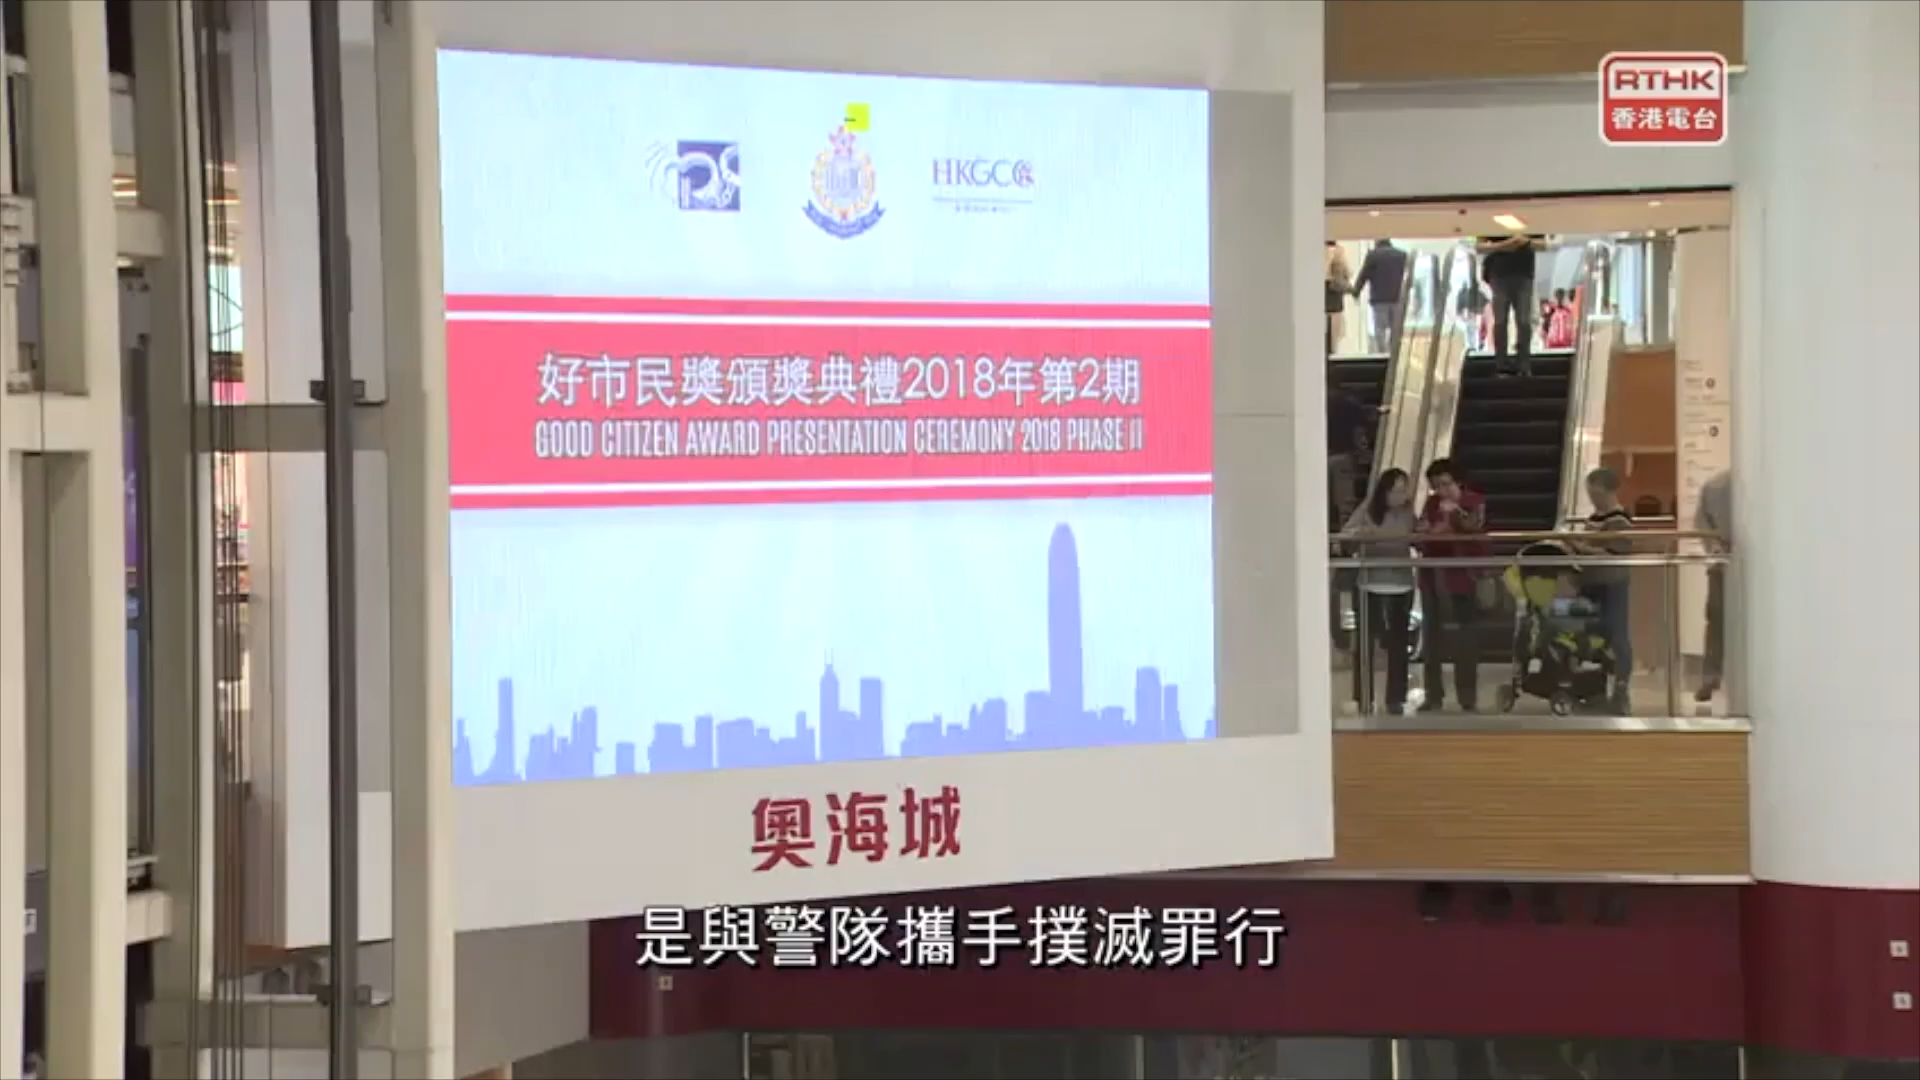 RTHK
香港電台
HKGCC
好市民獎頒獎典禮2018年第2期
GOOD CITIZEN AWARD PRESENTATION CEREMONY 2018 PHASE II
奧海城
是與警隊攜手撲滅罪行